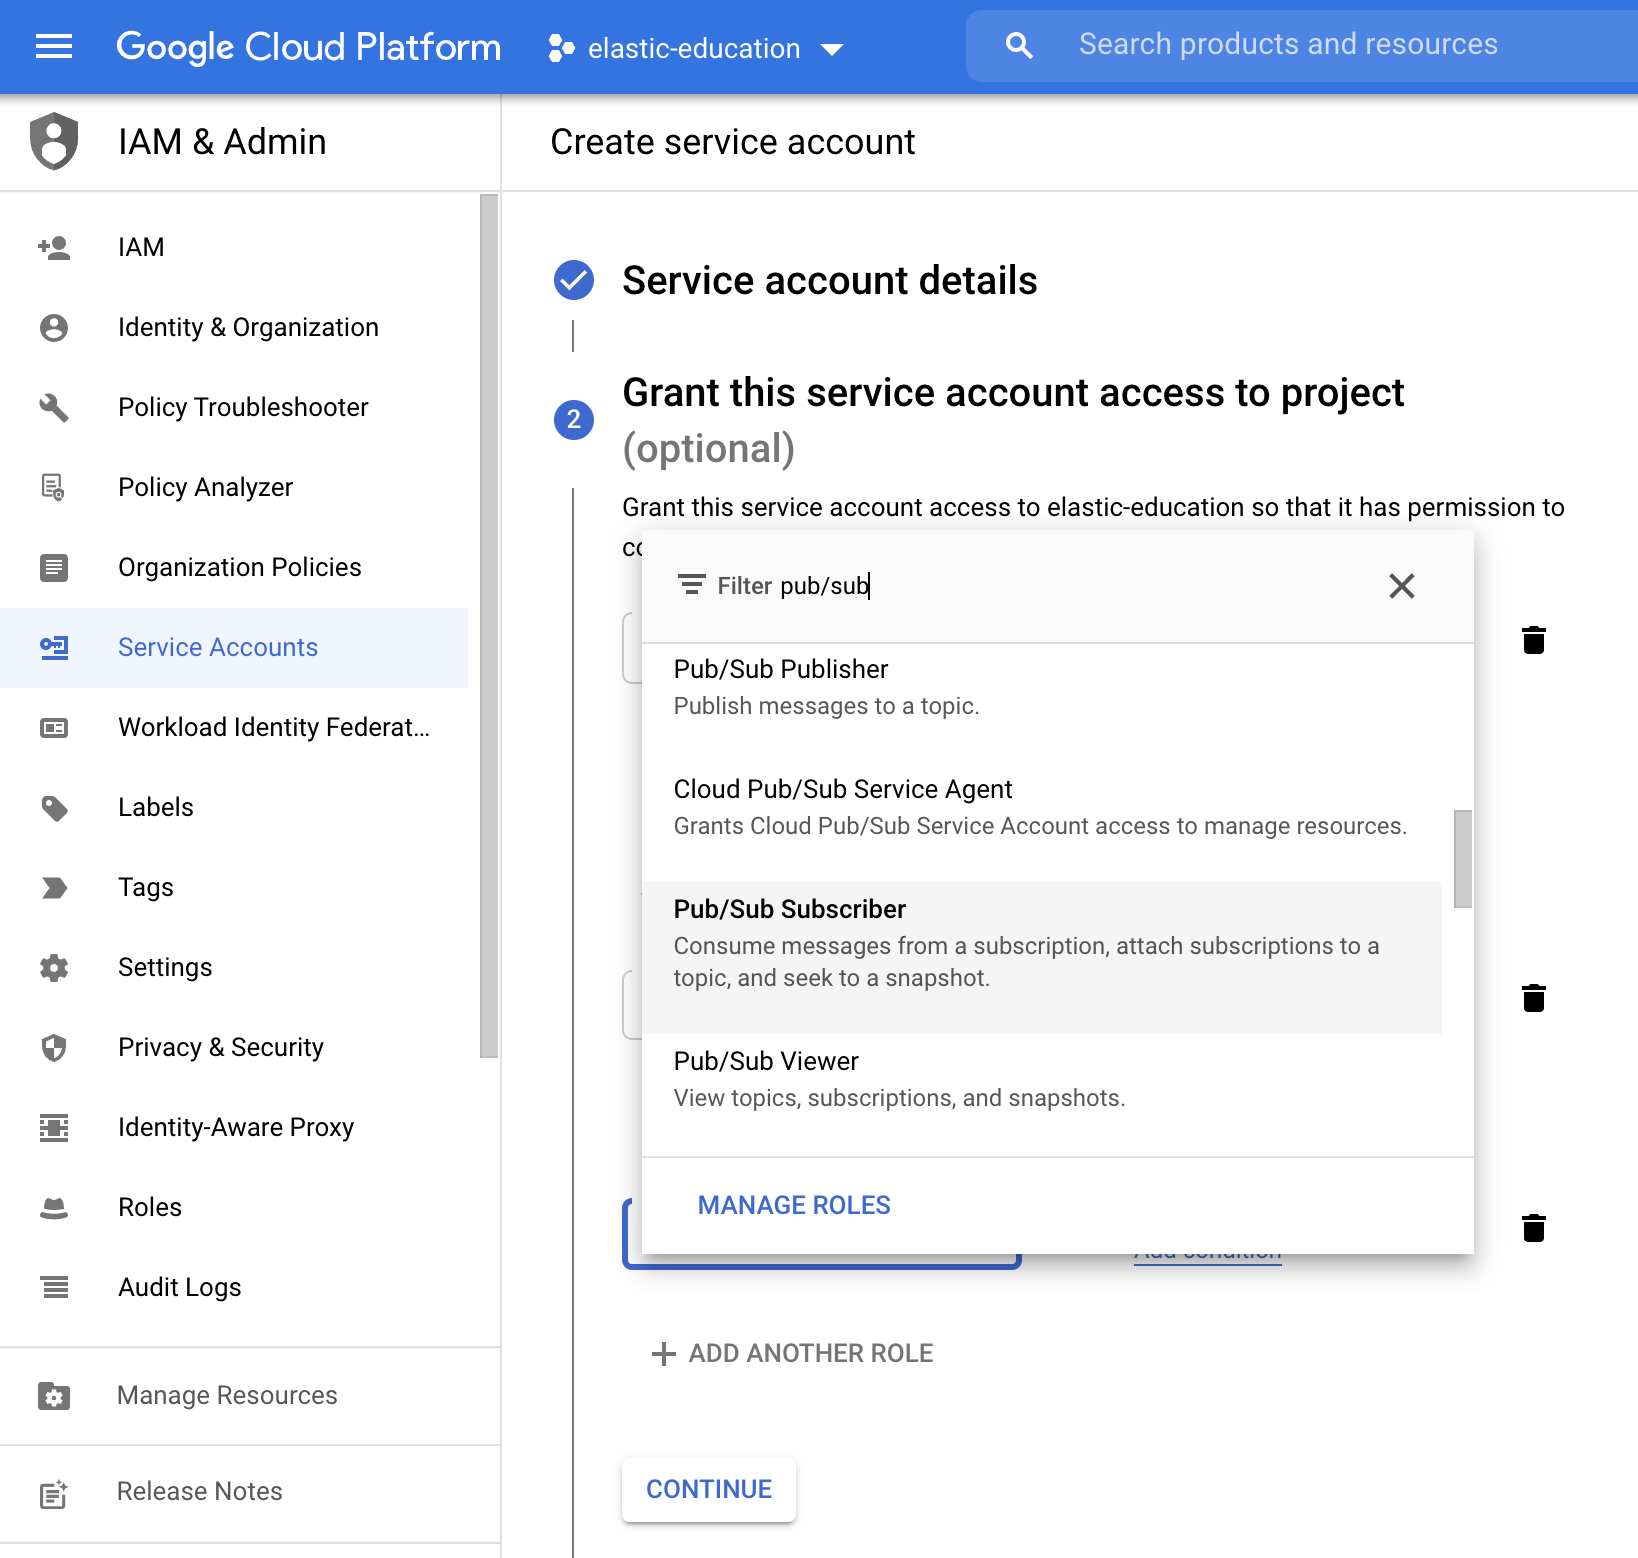 Google Cloud Platform
elastic-education
Search products and resources
IAM & Admin
Create service account
IAM
Identity & Organization
Policy Troubleshooter
Policy Analyzer
Organization Policies
Service Accounts
Workload Identity Federat...
Labels
Tags
Settings
Privacy & Security
Identity-Aware Proxy
Roles
Audit Logs
Manage Resources
Release Notes
Service account details
2
Grant this service account access to project
(optional)
Grant this service account access to elastic-education so that it has permission to
Filter pub/sub
Pub/Sub Publisher
Publish messages to a topic.
Cloud Pub/Sub Service Agent
Grants Cloud Pub/Sub Service Account access to manage resources.
Pub/Sub Subscriber
Consume messages from a subscription, attach subscriptions to a
topic, and seek to a snapshot.
Pub/Sub Viewer
View topics, subscriptions, and snapshots.
MANAGE ROLES
Add condition
ADD ANOTHER ROLE
CONTINUE